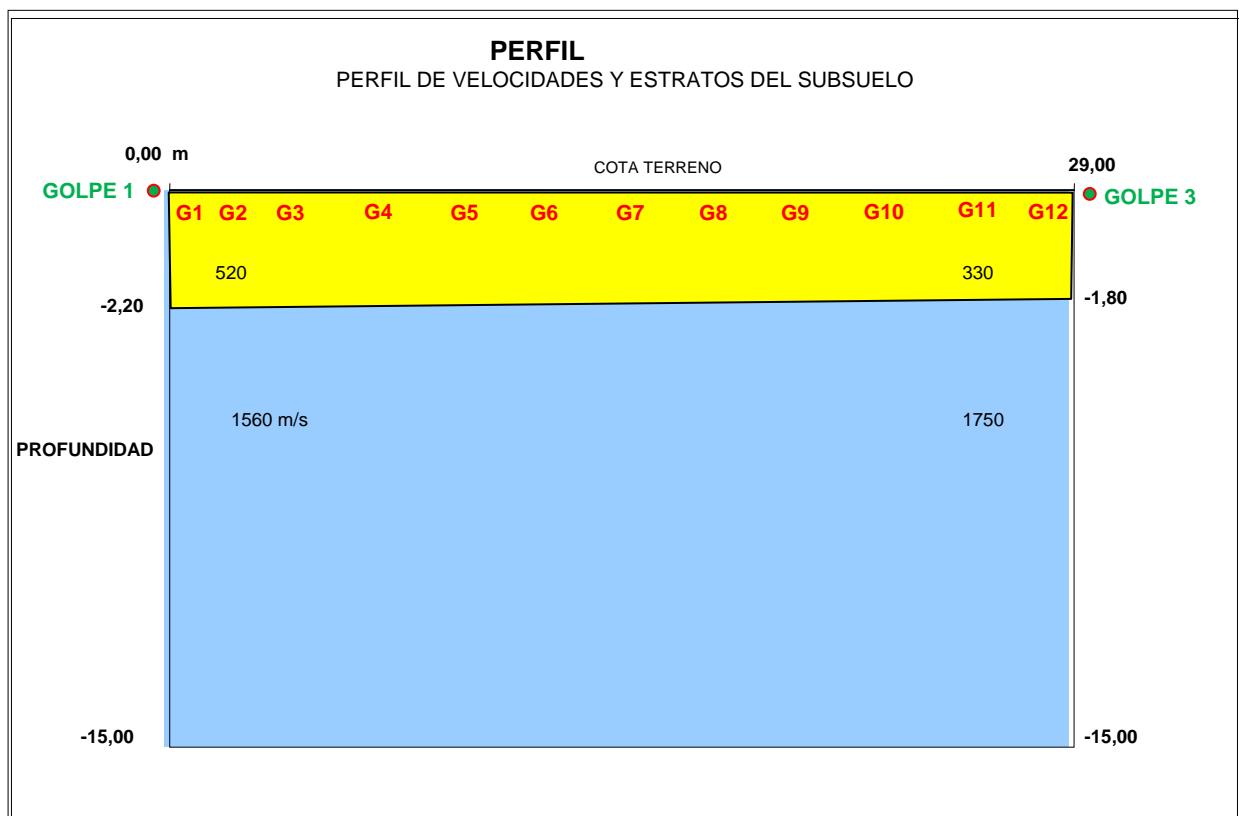 PERFIL
PERFIL DE VELOCIDADES Y ESTRATOS DEL SUBSUELO
0,00 m
COTA TERRENO
29,00
GOLPE 1
GOLPE 3
G1 G2 G3 G4 G5 G6 G7 G8 G9 G10 G11 G12
520 330
-2,20
-1,80
1560 m/s 1750
PROFUNDIDAD
-15,00
-15,00